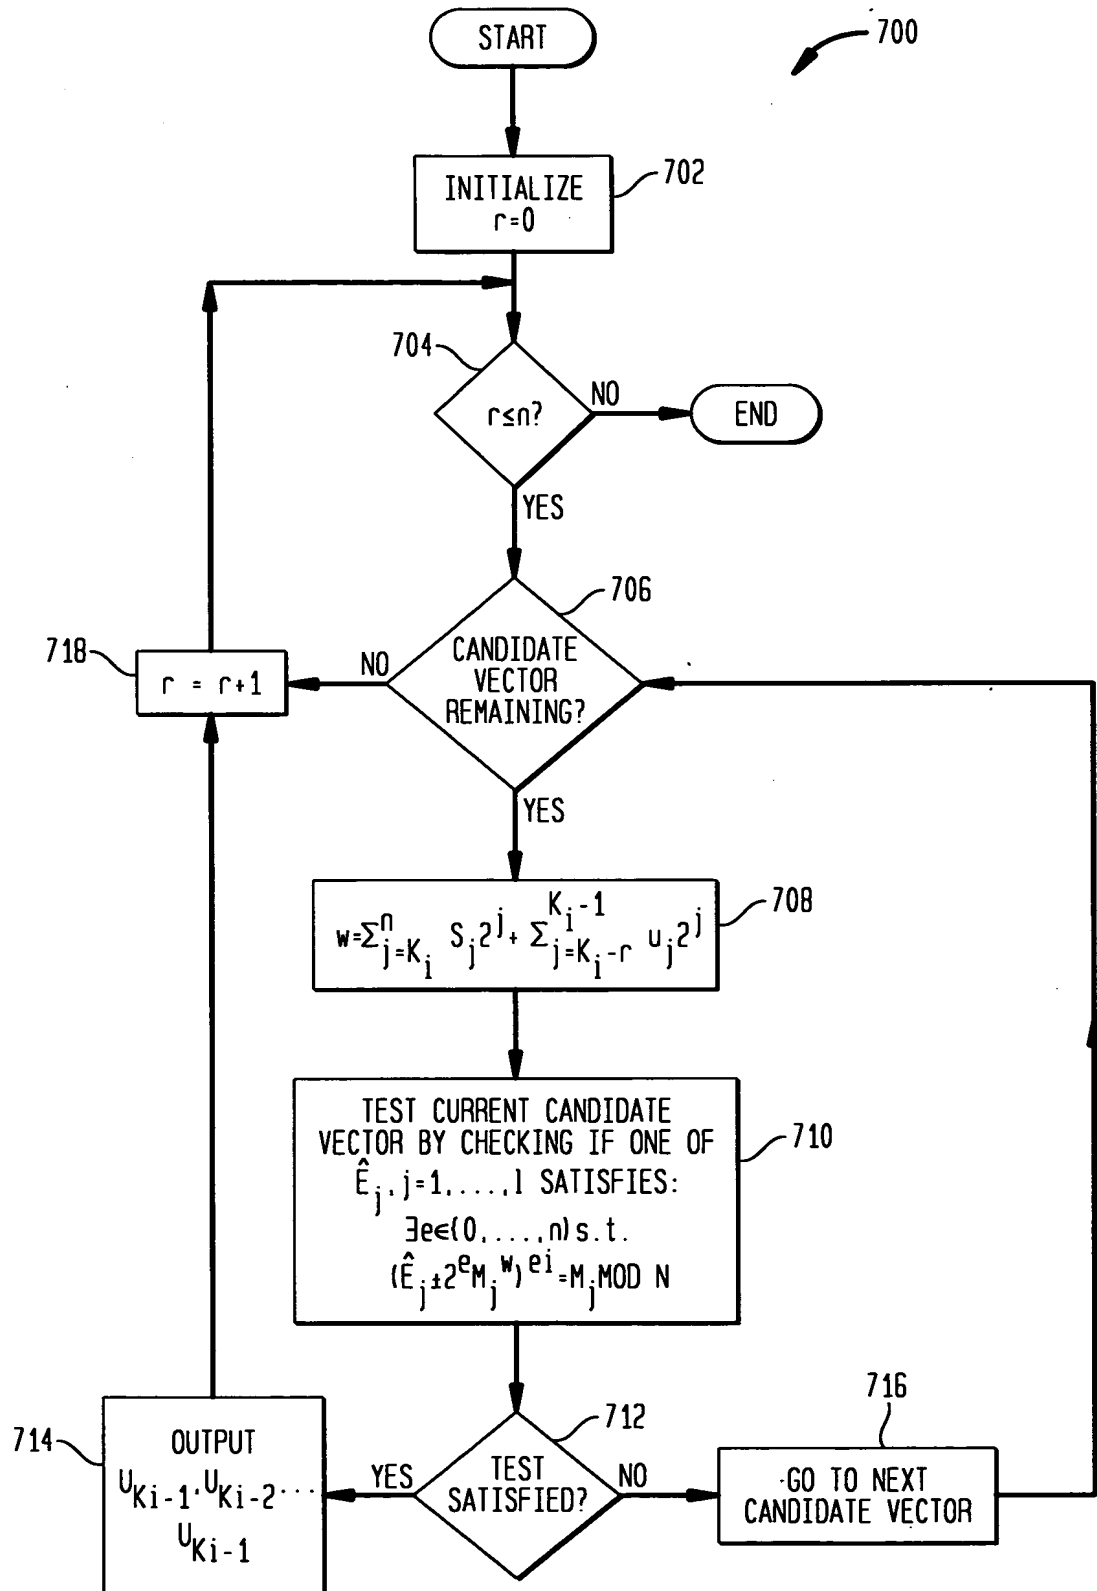 START
700
INITIALIZE
r=0
702
704
r≤n?
NO
END
YES
706
CANDIDATE
VECTOR
REMAINING?
NO
718
r = r+1
YES
w=Σⁿ_{j=K_i} S_j2^j+ Σ^{K_i-1}_{j=K_i-r} u_j2^j
708
TEST CURRENT CANDIDATE
VECTOR BY CHECKING IF ONE OF
Ê_j, j=1,...,l SATISFIES:
∃e∈(0,...,n)s.t.
(Ê_j±2^eM_j^w)^{ei}=M_jMOD N
710
712
TEST
SATISFIED?
YES
NO
714
OUTPUT
U_{Ki-1},U_{Ki-2}...
U_{Ki-1}
716
GO TO NEXT
CANDIDATE VECTOR